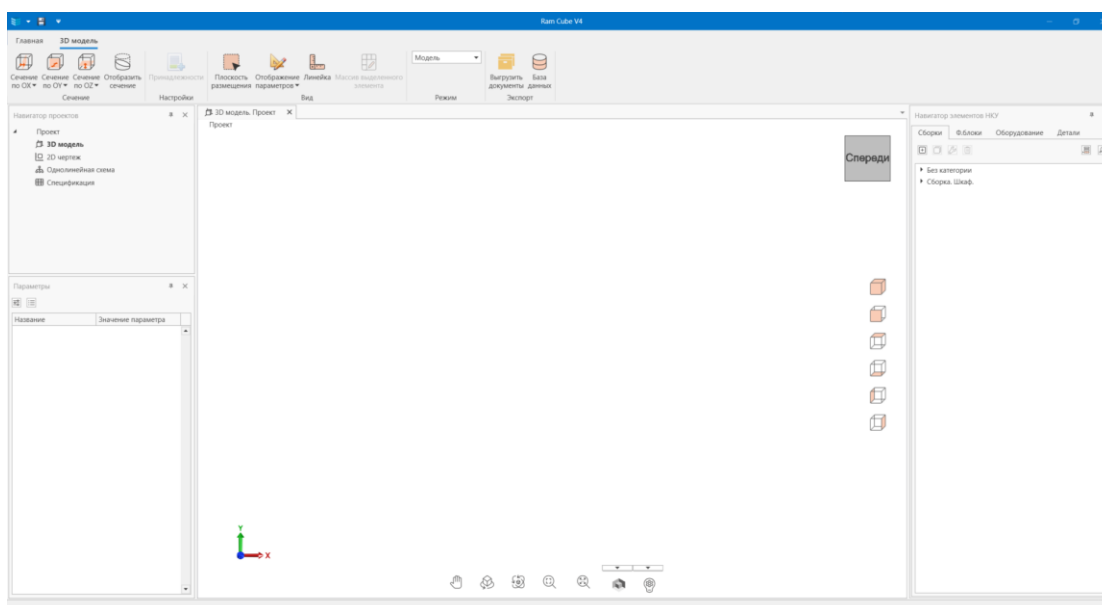 Ram Cube V4
Главная 3D модель
Сечение по OX Сечение по OY Сечение по OZ Отобразить сечение Принадлежности Плоскость размещения Отображение параметров Линейка Массив выделенного элемента Модель Выгрузить документы База данных
Сечение Настройки Вид Режим Экспорт
Навигатор проектов
Проект
3D модель
2D чертеж
Однолинейная схема
Спецификация
Параметры
Название Значение параметра
3D модель. Проект
Проект
Спереди
Y
X
Навигатор элементов НКУ
Сборки Ф.блоки Оборудование Детали
Без категории
Сборка. Шкаф.